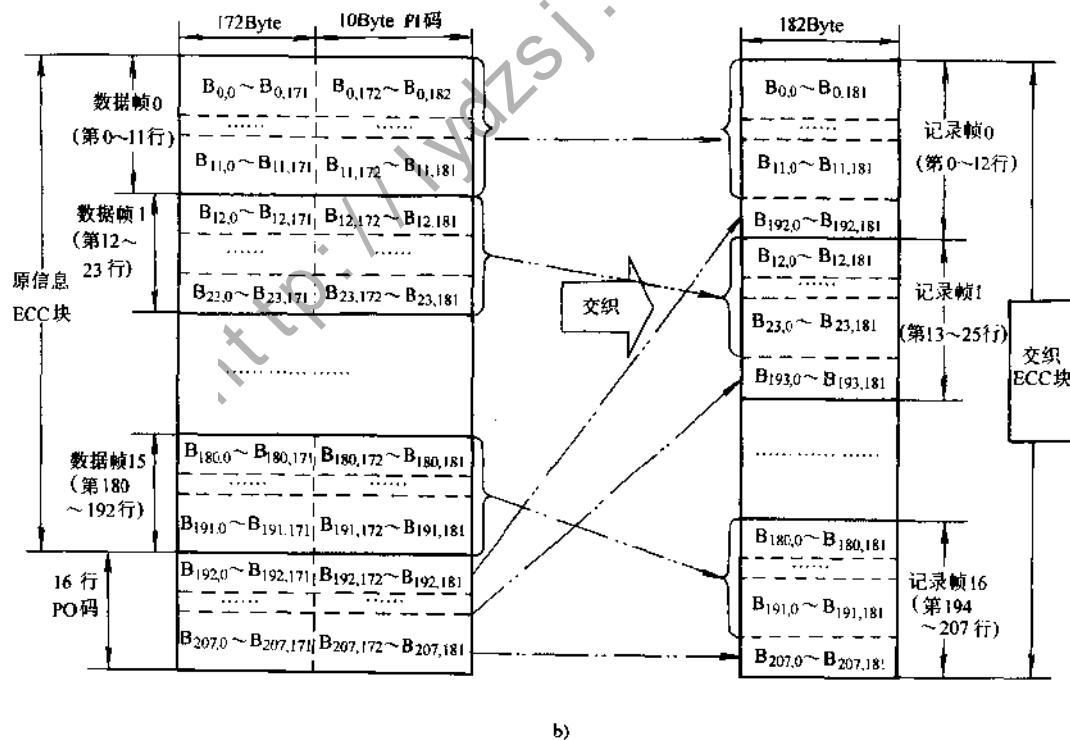 172Byte 10Byte PI码
182Byte
原信息
ECC块
数据帧0
(第0~11行)
B0,0~B0,171 B0,172~B0,182
…… ……
B11,0~B11,171 B11,172~B11,181
数据帧1
(第12~
23行)
B12,0~B12,171 B12,172~B12,181
…… ……
B23,0~B23,171 B23,172~B23,181
…………………
数据帧15
(第180
~192行)
B180,0~B180,171 B180,172~B180,181
…… ……
B191,0~B191,171 B191,172~B191,181
16行
PO码
B192,0~B192,171 B192,172~B192,181
…… ……
B207,0~B207,171 B207,172~B207,181
交织
B0,0~B0,181
……
B11,0~B11,181
B192,0~B192,181
记录帧0
(第0~12行)
B12,0~B12,181
……
B23,0~B23,181
B193,0~B193,181
记录帧1
(第13~25行)
………………
B180,0~B180,181
……
B191,0~B191,181
B207,0~B207,181
记录帧16
(第194
~207行)
交织
ECC块
b)
http://lydzsj.